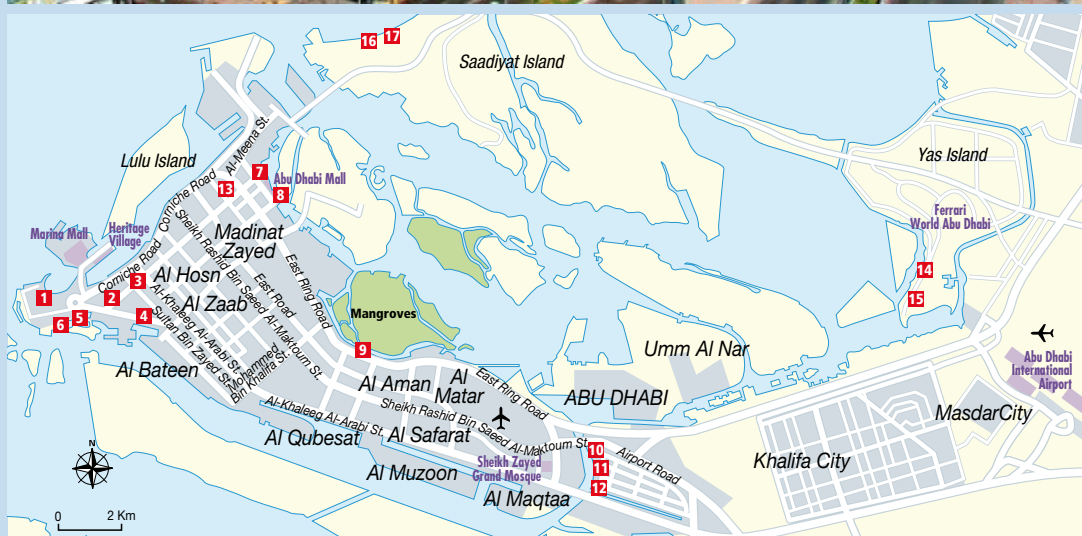 16
17
Saadiyat Island
Lulu Island
Al-Meena St.
7
Abu Dhabi Mall
8
13
Corniche Road
Yas Island
Ferrari
World Abu Dhabi
14
15
Marina Mall
Heritage
Village
Madinat
Zayed
Corniche Road
Sheikh Rashid Bin Saeed Al-Maktoum St.
East Road
East Ring Road
1
2
3
4
5
6
Al Hosn
Al Zaab
Al-Khaleeg Al-Arabi St.
Sultan Bin Zayed St.
Mohammed
Bin Khalifa St.
Al Bateen
Mangroves
9
Umm Al Nar
Abu Dhabi
International
Airport
Al Aman
Al
Matar
East Ring Road
ABU DHABI
MasdarCity
Al-Khaleeg Al-Arabi St.
Sheikh Rashid Bin Saeed Al-Maktoum St.
Al Qubesat
Al Safarat
10
11
12
Airport Road
Khalifa City
Al Muzoon
Sheikh Zayed
Grand Mosque
Al Maqtaa
N
0 2 Km